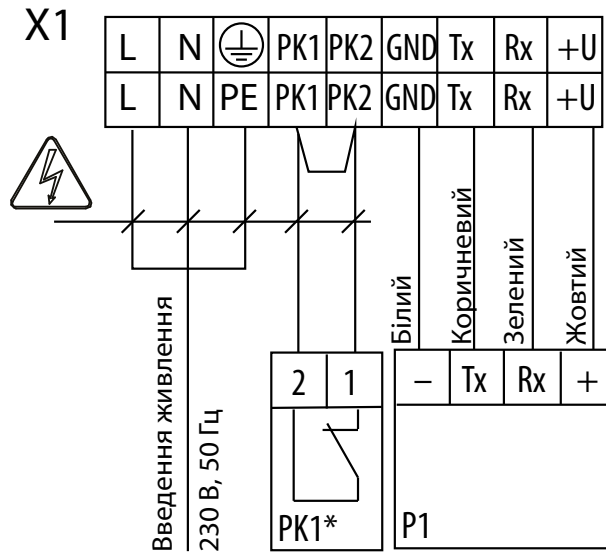 X1
L N PK1 PK2 GND Tx Rx +U
L N PE PK1 PK2 GND Tx Rx +U
Введення живлення
230 В, 50 Гц
Білий
Коричневий
Зелений
Жовтий
2 1
– Tx Rx +
PK1*
P1